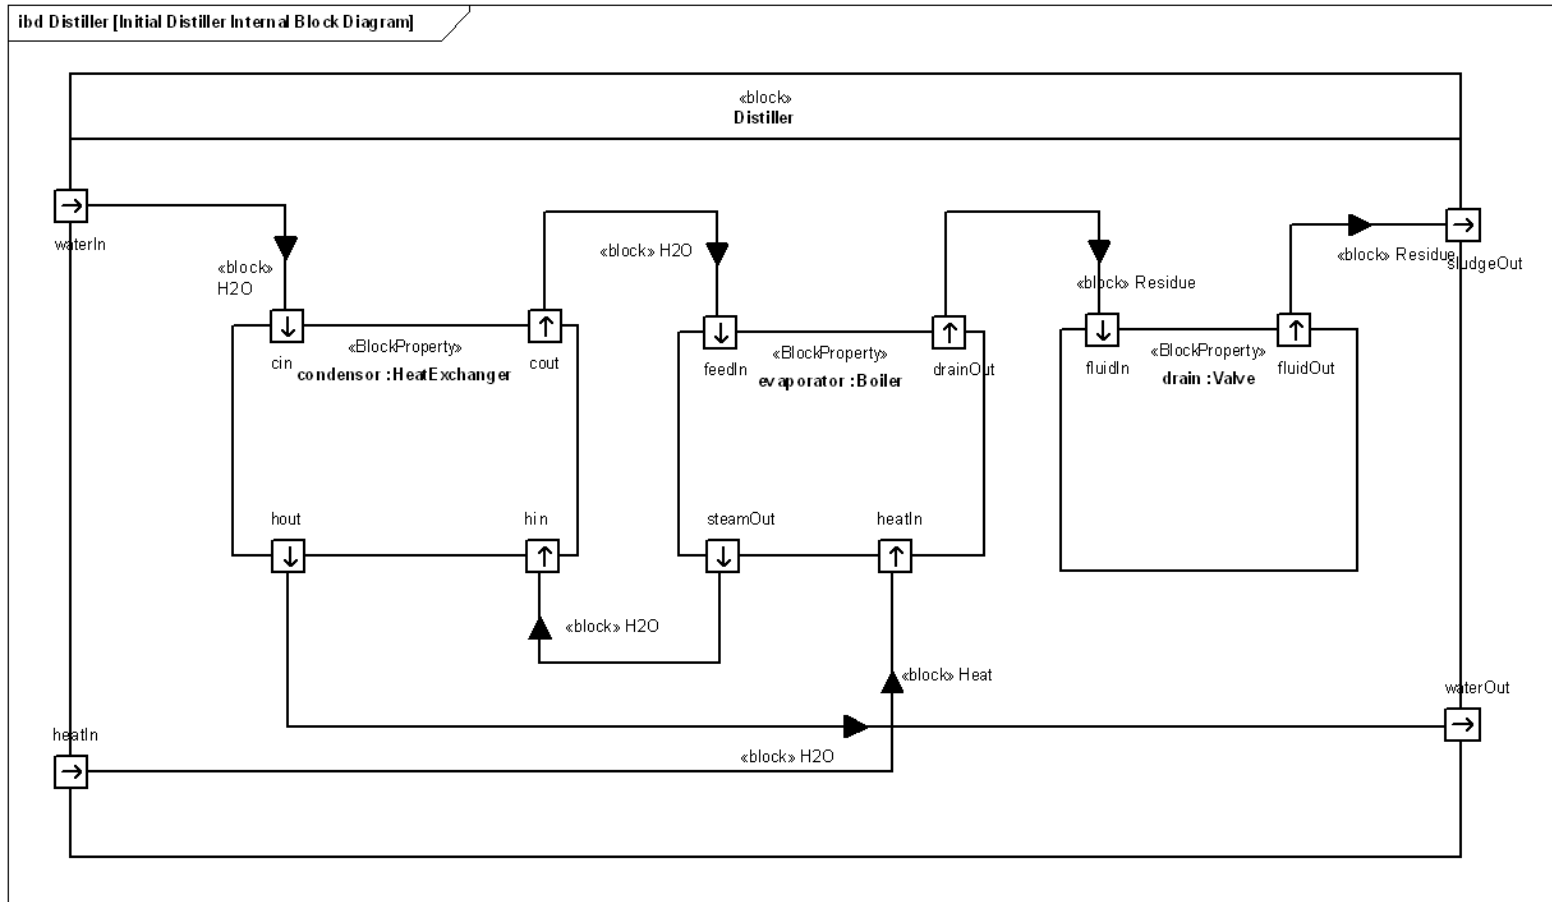 ibd Distiller [Initial Distiller Internal Block Diagram]
«block»
Distiller
waterIn
«block»
H2O
«block» H2O
«block» Residue
«block» Residue
sludgeOut
cin
«BlockProperty»
condensor :HeatExchanger
cout
feedIn
«BlockProperty»
evaporator :Boiler
drainOut
fluidIn
«BlockProperty»
drain :Valve
fluidOut
hout
hin
steamOut
heatIn
«block» H2O
«block» Heat
waterOut
heatIn
«block» H2O